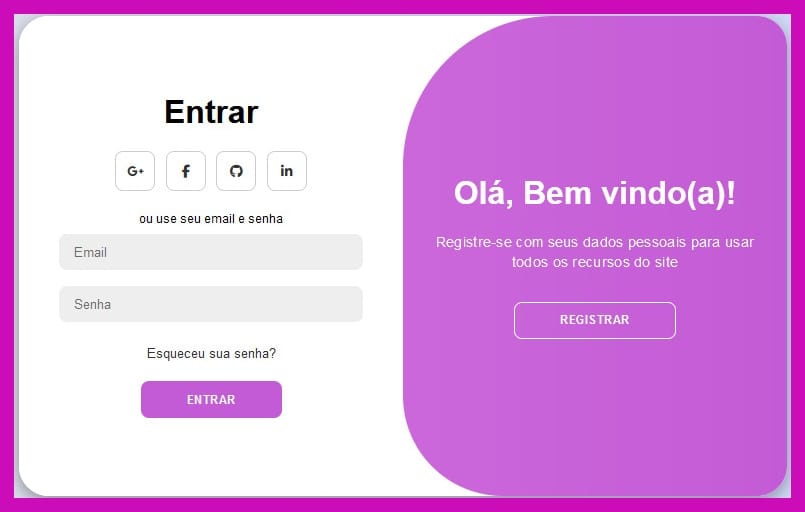 Entrar
G+ f in
ou use seu email e senha
Email
Senha
Esqueceu sua senha?
ENTRAR
Olá, Bem vindo(a)!
Registre-se com seus dados pessoais para usar
todos os recursos do site
REGISTRAR